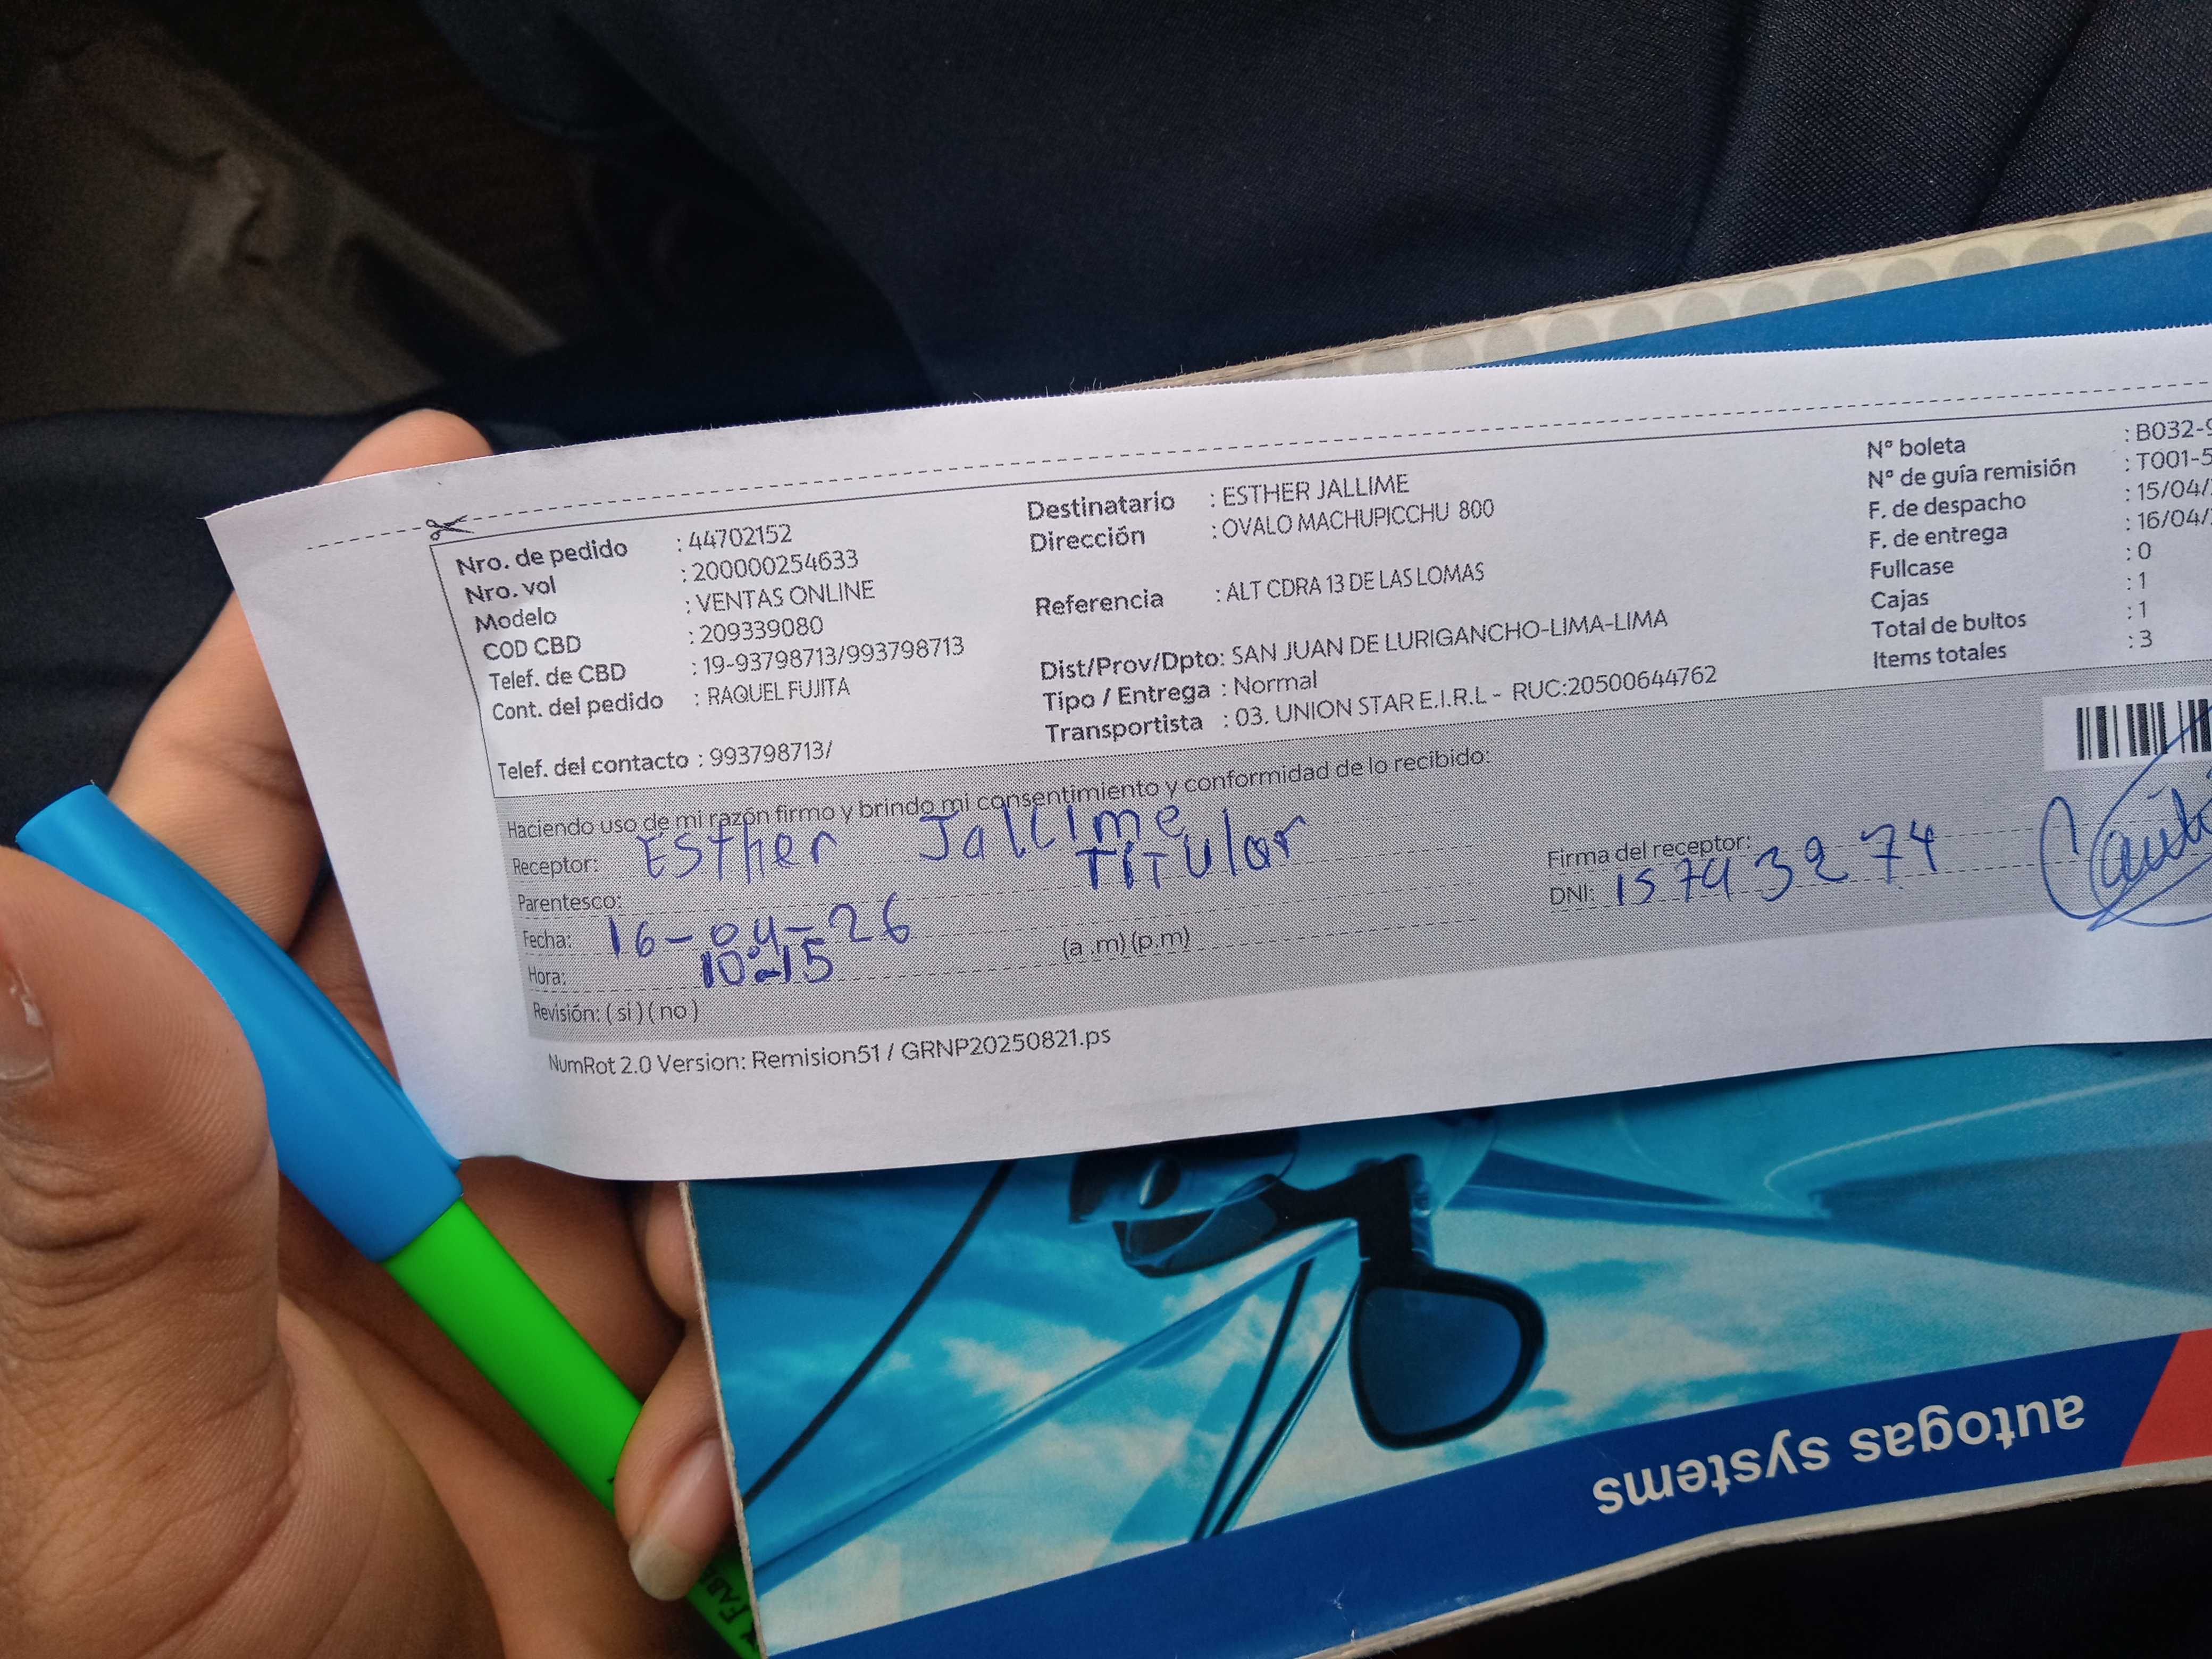 Nro. de pedido : 44702152
Nro. vol : 200000254633
Modelo : VENTAS ONLINE
COD CBD : 209339080
Telef. de CBD : 19-93798713/993798713
Cont. del pedido : RAQUEL FUJITA
Telef. del contacto : 993798713/
Destinatario : ESTHER JALLIME
Dirección : OVALO MACHUPICCHU 800
Referencia : ALT CDRA 13 DE LAS LOMAS
Dist/Prov/Dpto: SAN JUAN DE LURIGANCHO-LIMA-LIMA
Tipo / Entrega : Normal
Transportista : 03. UNION STAR E.I.R.L - RUC:20500644762
N° boleta : B032-9
N° de guía remisión : T001-5
F. de despacho : 15/04/
F. de entrega : 16/04/
Fullcase : 0
Cajas : 1
Total de bultos : 1
Items totales : 3
Haciendo uso de mi razón firmo y brindo mi consentimiento y conformidad de lo recibido:
Receptor: Esther Jallime
Parentesco: TITUlar
Fecha: 16-04-26
Hora: 10:15 (a .m) (p.m)
Revisión: ( si ) ( no )
Firma del receptor:
DNI: 15743274
NumRot 2.0 Version: Remision51 / GRNP20250821.ps
autogas systems